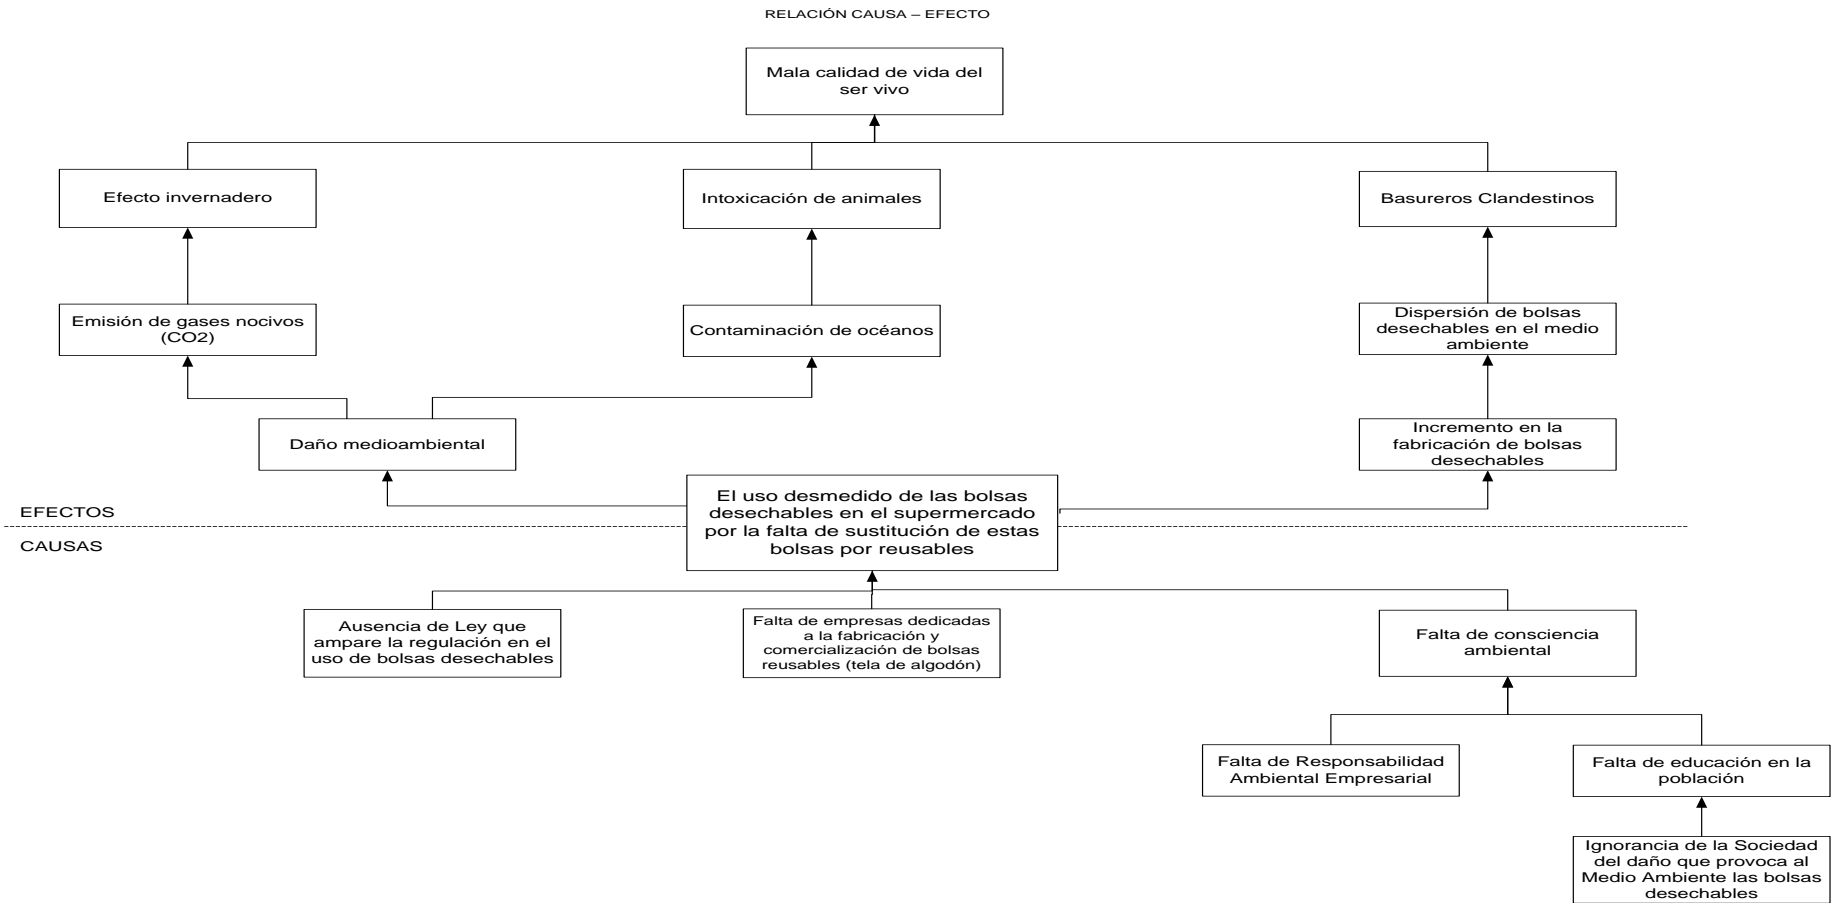 RELACIÓN CAUSA – EFECTO
Mala calidad de vida del
ser vivo
Efecto invernadero
Intoxicación de animales
Basureros Clandestinos
Emisión de gases nocivos
(CO2)
Contaminación de océanos
Dispersión de bolsas
desechables en el medio
ambiente
Daño medioambiental
Incremento en la
fabricación de bolsas
desechables
El uso desmedido de las bolsas
desechables en el supermercado
por la falta de sustitución de estas
bolsas por reusables
EFECTOS
CAUSAS
Ausencia de Ley que
ampare la regulación en el
uso de bolsas desechables
Falta de empresas dedicadas
a la fabricación y
comercialización de bolsas
reusables (tela de algodón)
Falta de consciencia
ambiental
Falta de Responsabilidad
Ambiental Empresarial
Falta de educación en la
población
Ignorancia de la Sociedad
del daño que provoca al
Medio Ambiente las bolsas
desechables